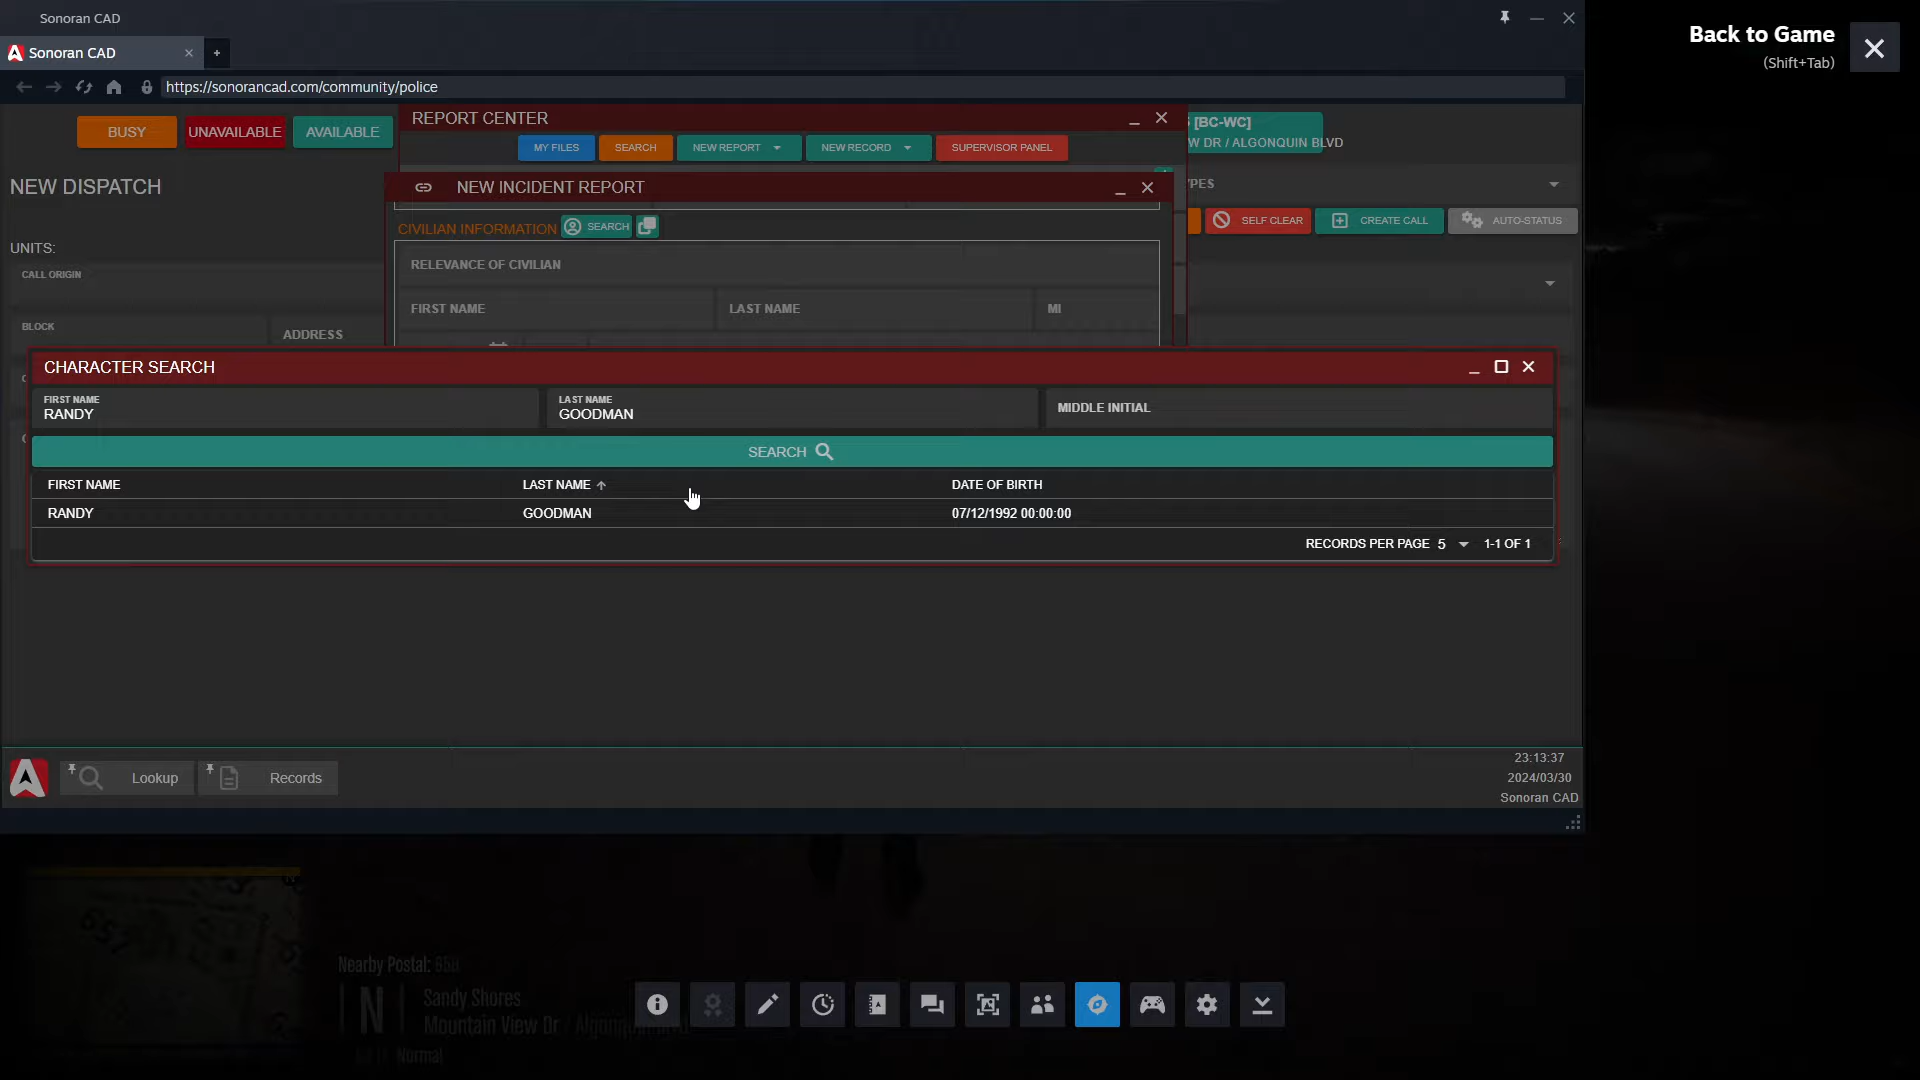 Sonoran CAD
Back to Game
(Shift+Tab)
Sonoran CAD
https://sonorancad.com/community/police
BUSY
UNAVAILABLE
AVAILABLE
REPORT CENTER
[BC-WC]
W DR / ALGONQUIN BLVD
MY FILES
SEARCH
NEW REPORT
NEW RECORD
SUPERVISOR PANEL
NEW DISPATCH
NEW INCIDENT REPORT
YPES
CIVILIAN INFORMATION
SEARCH
SELF CLEAR
CREATE CALL
AUTO-STATUS
UNITS:
CALL ORIGIN
RELEVANCE OF CIVILIAN
FIRST NAME
LAST NAME
MI
BLOCK
ADDRESS
CHARACTER SEARCH
FIRST NAME
RANDY
LAST NAME
GOODMAN
MIDDLE INITIAL
SEARCH
FIRST NAME
LAST NAME
DATE OF BIRTH
RANDY
GOODMAN
07/12/1992 00:00:00
RECORDS PER PAGE 5
1-1 OF 1
Lookup
Records
23:13:37
2024/03/30
Sonoran CAD
657
Nearby Postal: 658
N
Sandy Shores
Mountain View Dr / Algonquin
Normal